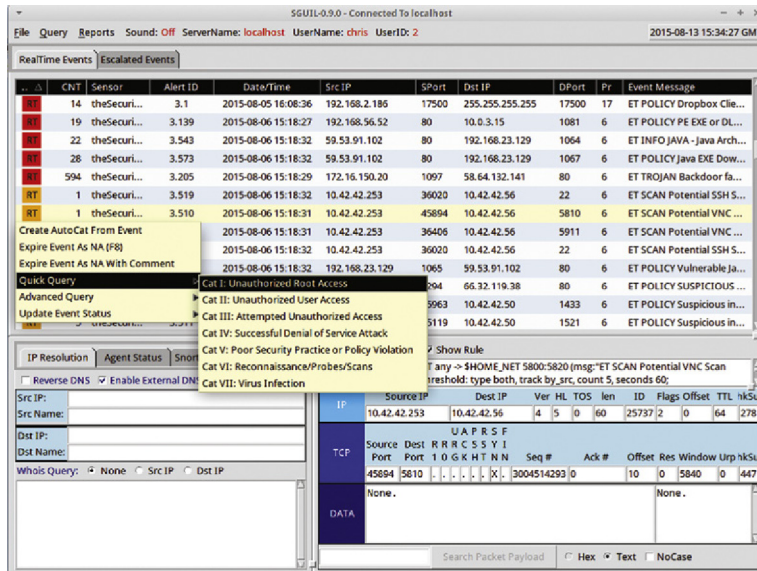 SGUIL-0.9.0 - Connected To localhost
File Query Reports Sound: Off ServerName: localhost UserName: chris UserID: 2 2015-08-13 15:34:27 GM
RealTime Events Escalated Events
CNT Sensor Alert ID Date/Time Src IP SPort Dst IP DPort Pr Event Message
RT 14 theSecuri... 3.1 2015-08-05 16:08:36 192.168.2.186 17500 255.255.255.255 17500 17 ET POLICY Dropbox Clie...
RT 19 theSecuri... 3.139 2015-08-06 15:18:27 192.168.56.52 80 10.0.3.15 1081 6 ET POLICY PE EXE or DL...
RT 22 theSecuri... 3.543 2015-08-06 15:18:32 59.53.91.102 80 192.168.23.129 1064 6 ET INFO JAVA - Java Arch...
RT 28 theSecuri... 3.573 2015-08-06 15:18:32 59.53.91.102 80 192.168.23.129 1067 6 ET POLICY Java EXE Dow...
RT 594 theSecuri... 3.205 2015-08-06 15:18:29 172.16.150.20 1097 58.64.132.141 80 6 ET TROJAN Backdoor fa...
RT 1 theSecuri... 3.519 2015-08-06 15:18:32 10.42.42.253 36020 10.42.42.56 22 6 ET SCAN Potential SSH S...
RT 1 theSecuri... 3.510 2015-08-06 15:18:31 10.42.42.253 45894 10.42.42.56 5810 6 ET SCAN Potential VNC ...
2015-08-06 15:18:31 10.42.42.253 36406 10.42.42.56 5911 6 ET SCAN Potential VNC ...
2015-08-06 15:18:32 10.42.42.253 36020 10.42.42.56 22 6 ET SCAN Potential SSH S...
2015-08-06 15:18:32 192.168.23.129 1065 59.53.91.102 80 6 ET POLICY Vulnerable Ja...
294 66.32.119.38 80 6 ET POLICY SUSPICIOUS ...
5963 10.42.42.50 1433 6 ET POLICY Suspicious in...
5119 10.42.42.50 1521 6 ET POLICY Suspicious in...
Create AutoCat From Event
Expire Event As NA (F8)
Expire Event As NA With Comment
Quick Query
Advanced Query
Update Event Status
Cat I: Unauthorized Root Access
Cat II: Unauthorized User Access
Cat III: Attempted Unauthorized Access
Cat IV: Successful Denial of Service Attack
Cat V: Poor Security Practice or Policy Violation
Cat VI: Reconnaissance/Probes/Scans
Cat VII: Virus Infection
IP Resolution Agent Status Snort
Reverse DNS Enable External DNS
Src IP:
Src Name:
Dst IP:
Dst Name:
Whois Query: None Src IP Dst IP
Show Rule
any -> $HOME_NET 5800:5820 (msg:"ET SCAN Potential VNC Scan
reshold: type both, track by_src, count 5, seconds 60;
IP
Source IP Dest IP Ver HL TOS len ID Flags Offset TTL hkSu
10.42.42.253 10.42.42.56 4 5 0 60 25737 2 0 64 278
TCP
U A P R S F
Source Dest R R R C S S Y I
Port Port 1 0 G K H T N N Seq # Ack # Offset Res Window Urp hkSu
45894 5810 . . . . . . X . 3004514293 0 10 0 5840 0 447
DATA
None. None.
Search Packet Payload Hex Text NoCase